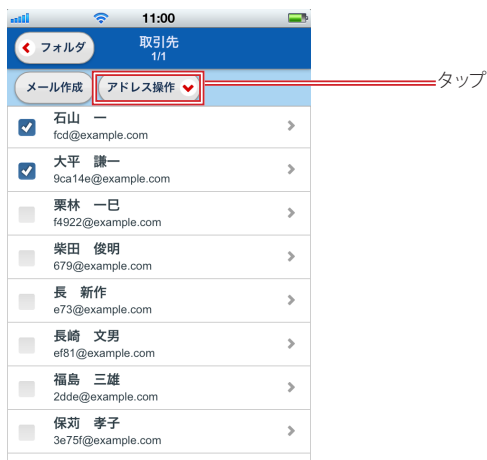 11:00
フォルダ
取引先
1/1
メール作成
アドレス操作
タップ
石山　一
fcd@example.com
大平　謙一
9ca14e@example.com
栗林　一巳
f4922@example.com
柴田　俊明
679@example.com
長　新作
e73@example.com
長崎　文男
ef81@example.com
福島　三雄
2dde@example.com
保苅　孝子
3e75f@example.com